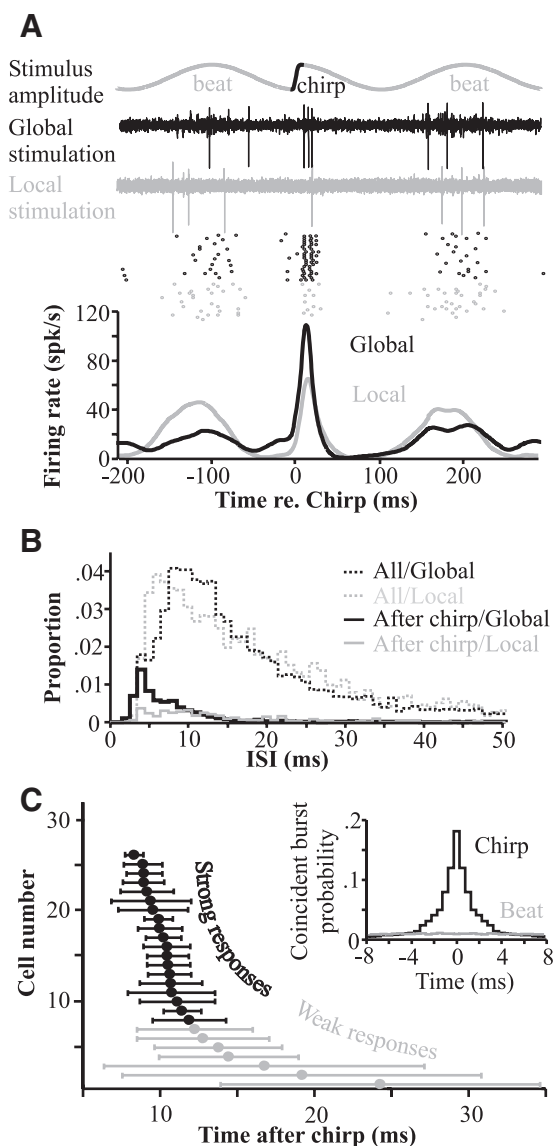 A
Stimulus
amplitude
beat
chirp
beat
Global
stimulation
Local
stimulation
Firing rate (spk/s)
120
80
40
0
Global
Local
-200
-100
0
100
200
Time re. Chirp (ms)
B
Proportion
.04
.03
.02
.01
0
All/Global
All/Local
After chirp/Global
After chirp/Local
0
10
20
30
40
50
ISI (ms)
C
Cell number
30
20
10
Strong responses
Weak responses
10
20
30
Time after chirp (ms)
Coincident burst
probability
.2
.1
0
Chirp
Beat
-8
-4
0
4
8
Time (ms)